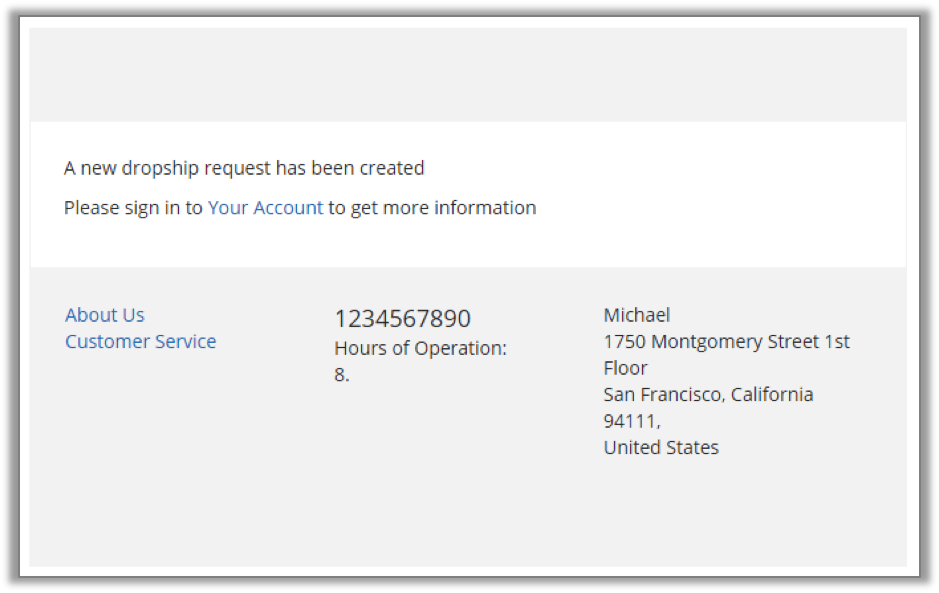 A new dropship request has been created
Please sign in to Your Account to get more information
About Us
Customer Service
1234567890
Hours of Operation:
8.
Michael
1750 Montgomery Street 1st
Floor
San Francisco, California
94111,
United States